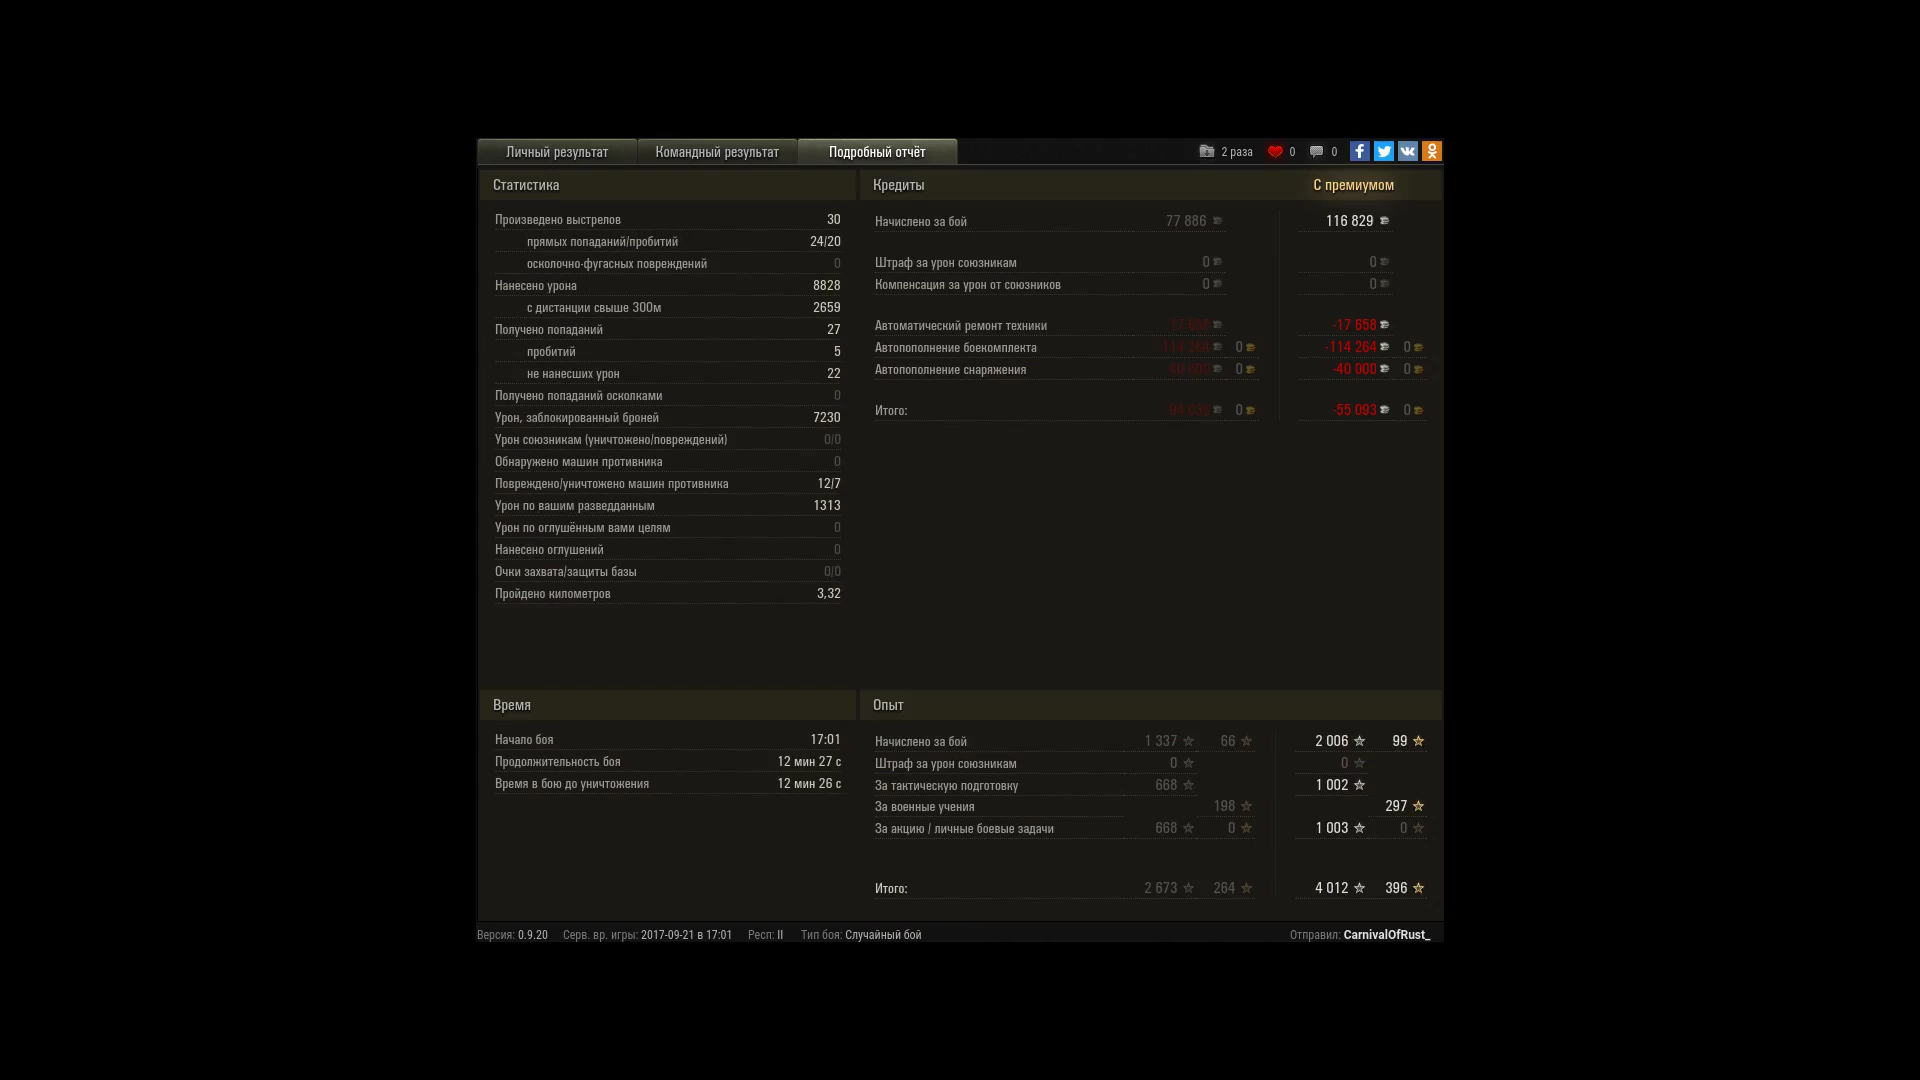 Личный результат Командный результат Подробный отчёт 2 раза 0 0
Статистика
Произведено выстрелов 30
прямых попаданий/пробитий 24/20
осколочно-фугасных повреждений 0
Нанесено урона 8828
с дистанции свыше 300м 2659
Получено попаданий 27
пробитий 5
не нанесших урон 22
Получено попаданий осколками 0
Урон, заблокированный броней 7230
Урон союзникам (уничтожено/повреждений) 0/0
Обнаружено машин противника 0
Повреждено/уничтожено машин противника 12/7
Урон по вашим разведданным 1313
Урон по оглушённым вами целям 0
Нанесено оглушений 0
Очки захвата/защиты базы 0/0
Пройдено километров 3,32
Кредиты С премиумом
Начислено за бой 77 886 116 829
Штраф за урон союзникам 0 0
Компенсация за урон от союзников 0 0
Автоматический ремонт техники -17 658
Автопополнение боекомплекта -114 264 0 -114 264 0
Автопополнение снаряжения 0 -40 000 0
Итого: 0 -55 093 0
Время
Начало боя 17:01
Продолжительность боя 12 мин 27 с
Время в бою до уничтожения 12 мин 26 с
Опыт
Начислено за бой 1 337 66 2 006 99
Штраф за урон союзникам 0 0
За тактическую подготовку 668 1 002
За военные учения 198 297
За акцию / личные боевые задачи 668 0 1 003 0
Итого: 2 673 264 4 012 396
Версия: 0.9.20 Серв. вр. игры: 2017-09-21 в 17:01 Респ: II Тип боя: Случайный бой Отправил: CarnivalOfRust_